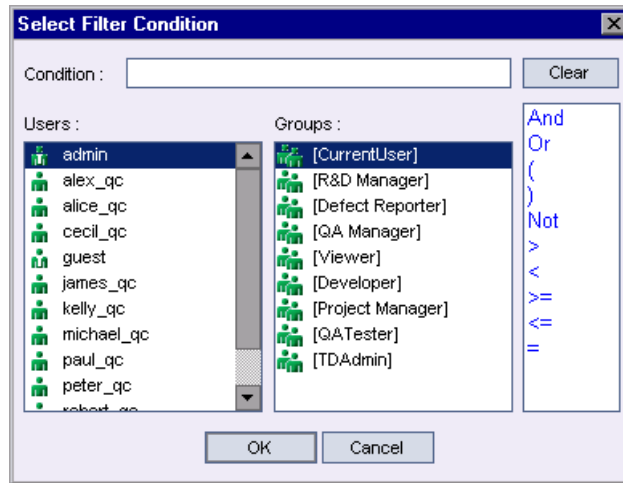 Select Filter Condition
Condition :
Clear
Users :
admin
alex_qc
alice_qc
cecil_qc
guest
james_qc
kelly_qc
michael_qc
paul_qc
peter_qc
Groups :
[CurrentUser]
[R&D Manager]
[Defect Reporter]
[QA Manager]
[Viewer]
[Developer]
[Project Manager]
[QATester]
[TDAdmin]
And
Or
(
)
Not
>
<
>=
<=
=
OK
Cancel